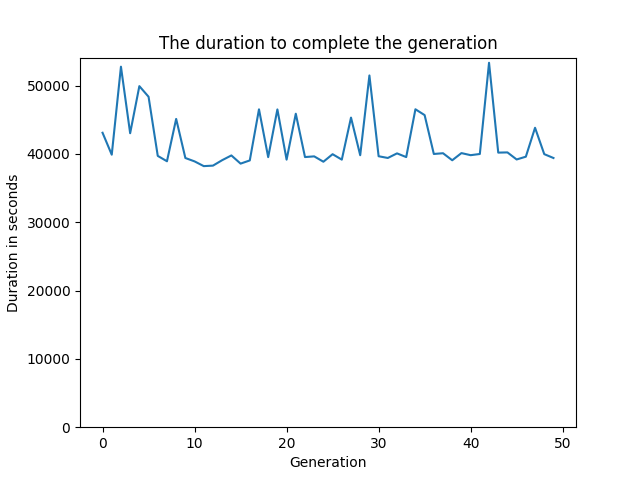 The duration to complete the generation
50000
40000
30000
20000
10000
0
Duration in seconds
0 10 20 30 40 50
Generation